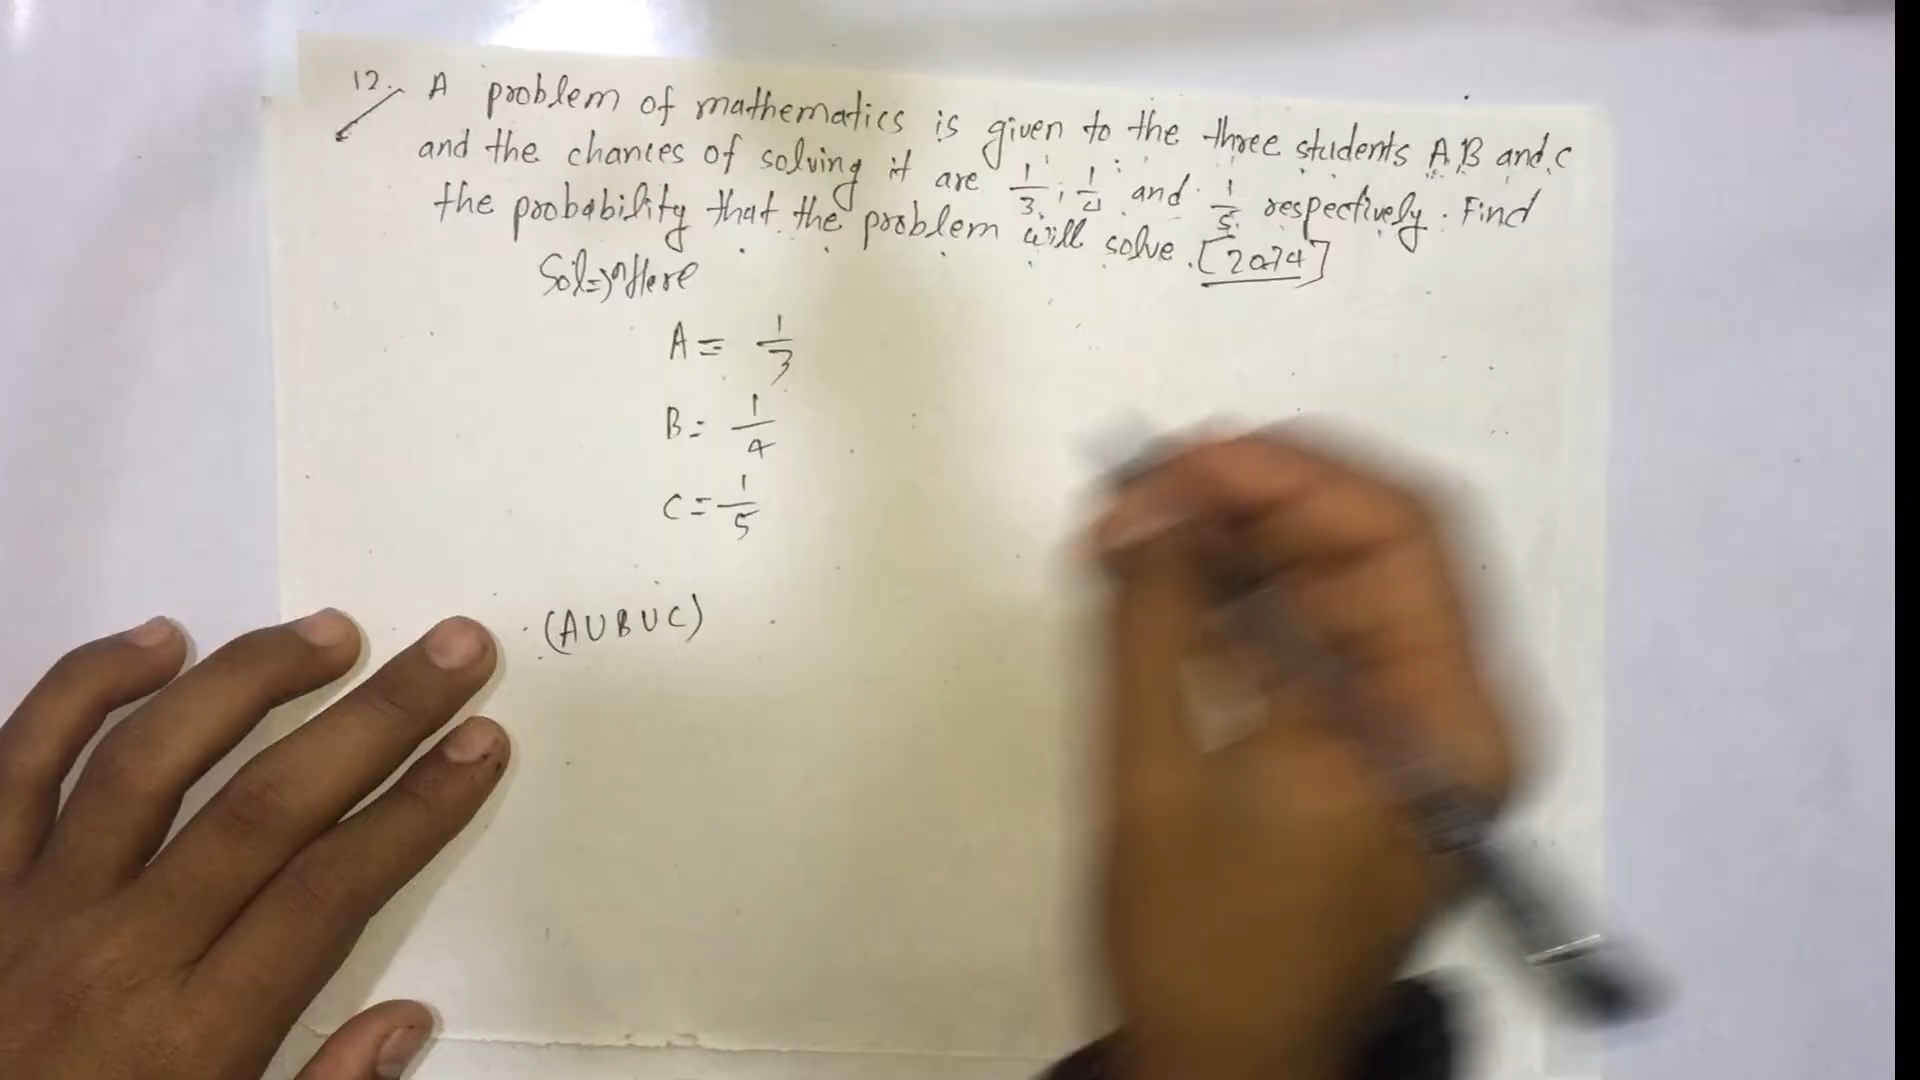 12. A problem of mathematics is given to the three students A, B and C
and the chances of solving it are 1/3, 1/4 and 1/5 respectively. Find
the probability that the problem will solve. [2074]
Sol=)ⁿ Here
A = 1/3
B = 1/4
C = 1/5
(A∪B∪C)